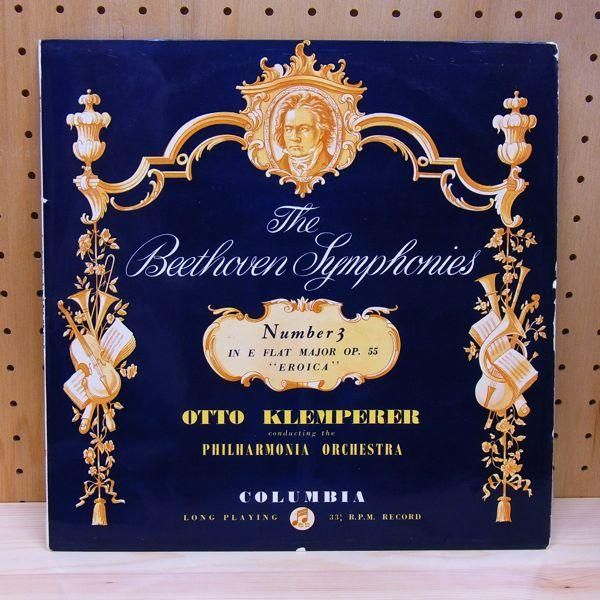 The
Beethoven Symphonies
Number 3
IN E FLAT MAJOR OP. 55
"EROICA"
OTTO KLEMPERER
conducting the
PHILHARMONIA ORCHESTRA
COLUMBIA
LONG PLAYING 33⅓ R.P.M. RECORD